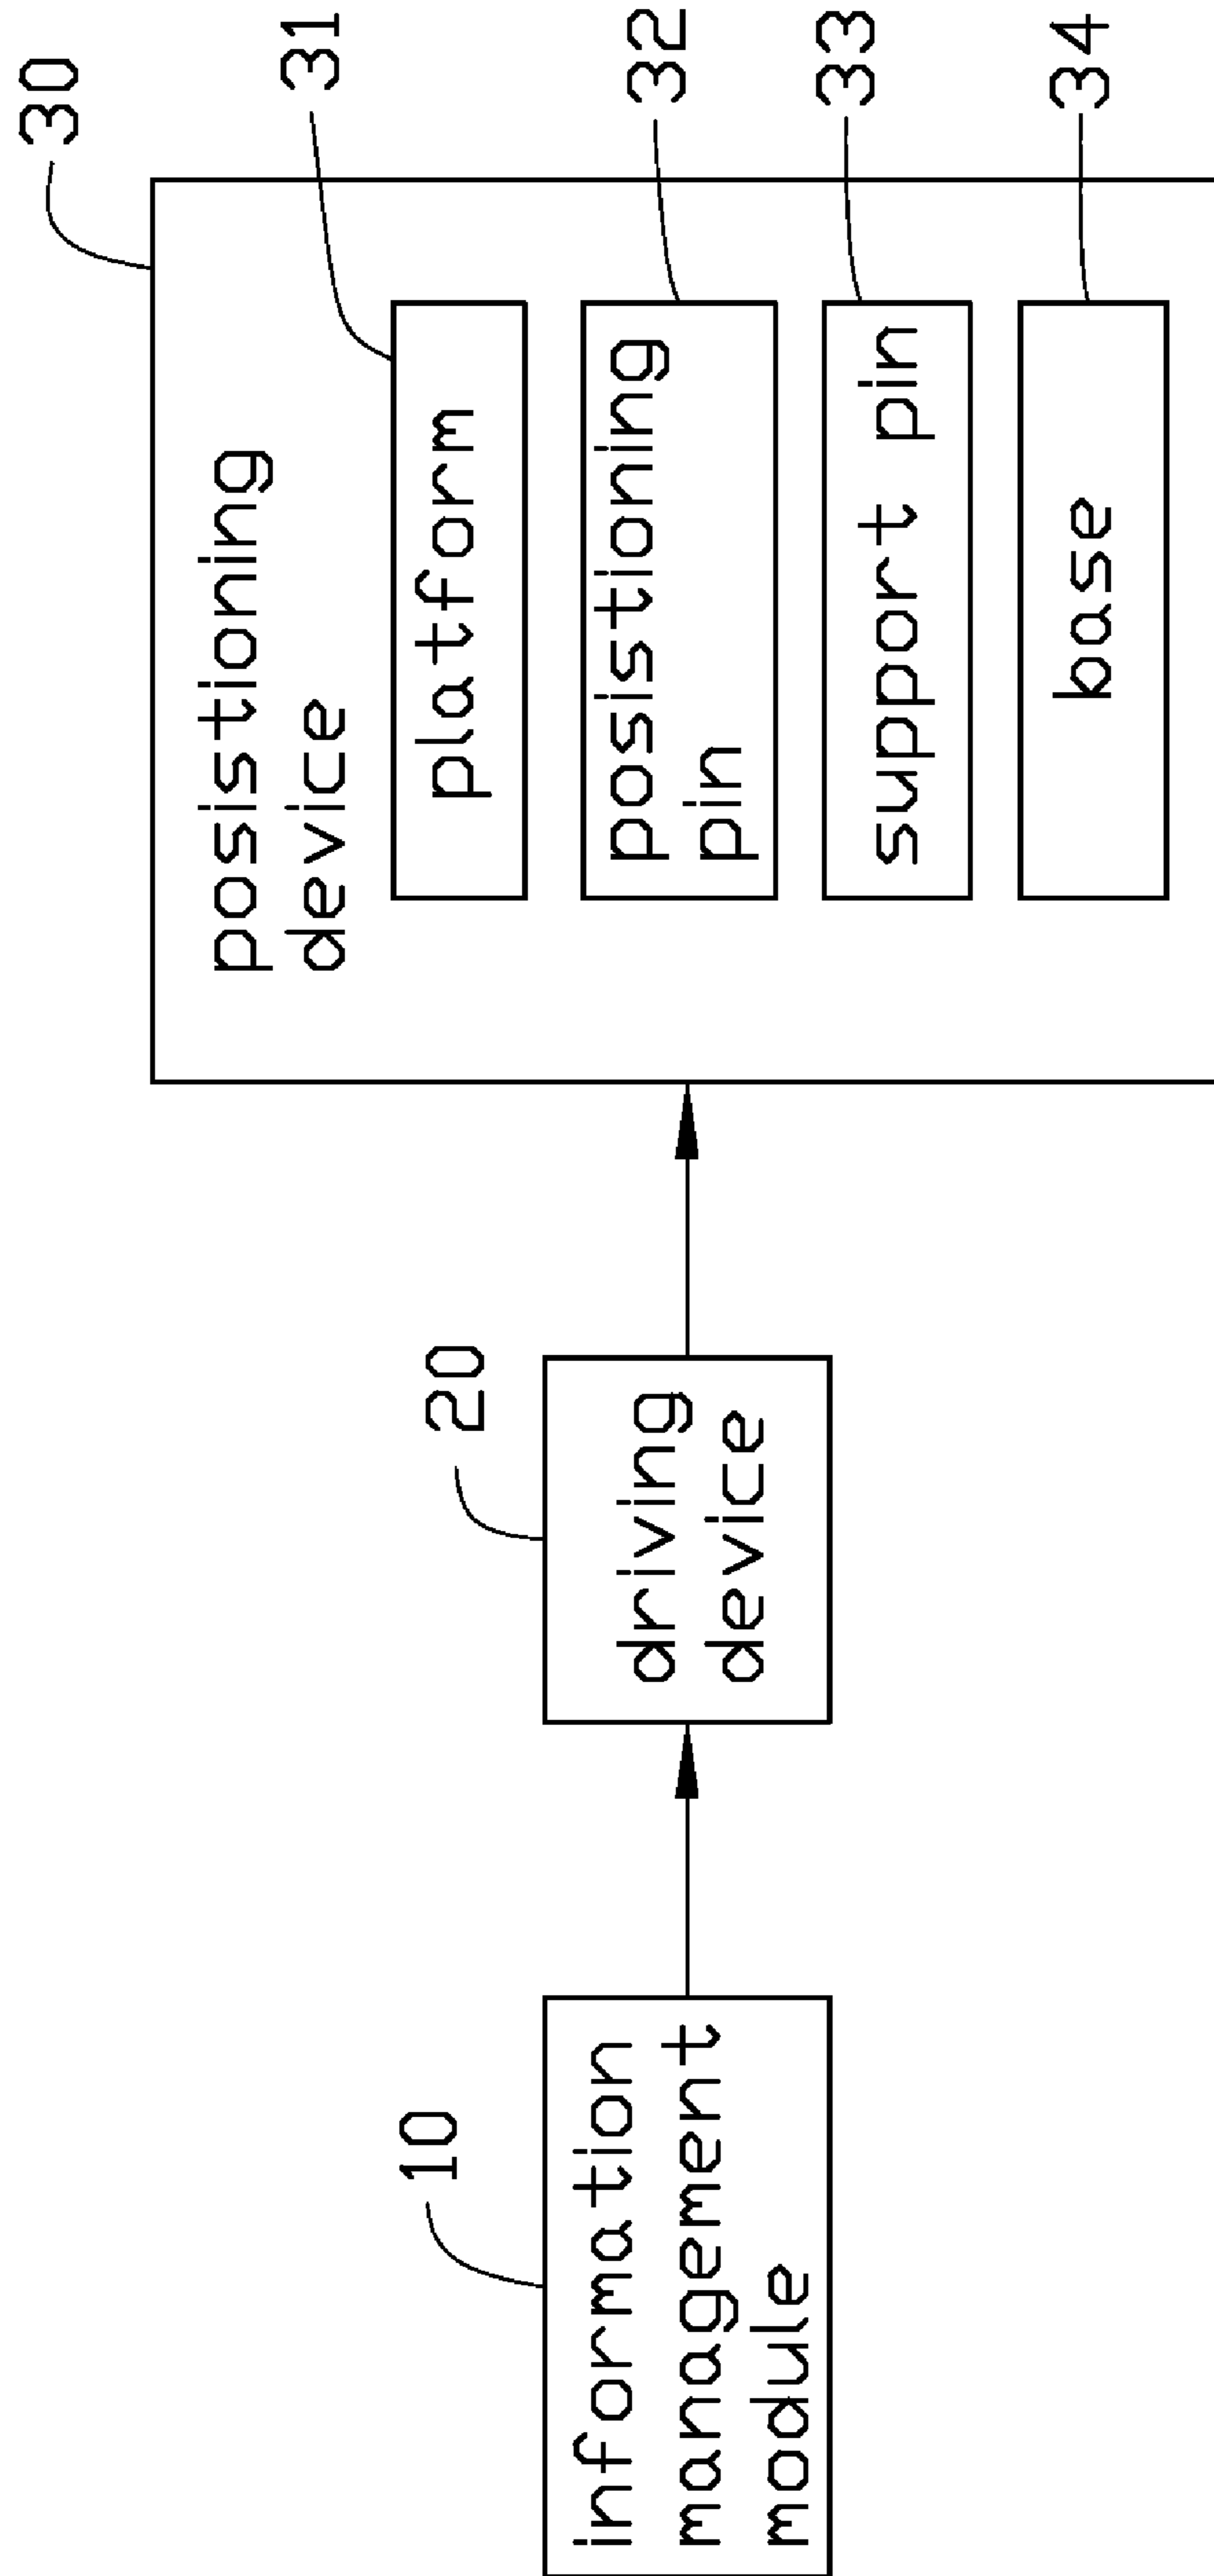 10
information
management
module
20
driving
device
30
posistioning
device
31
platform
32
posistioning
pin
33
support pin
34
base